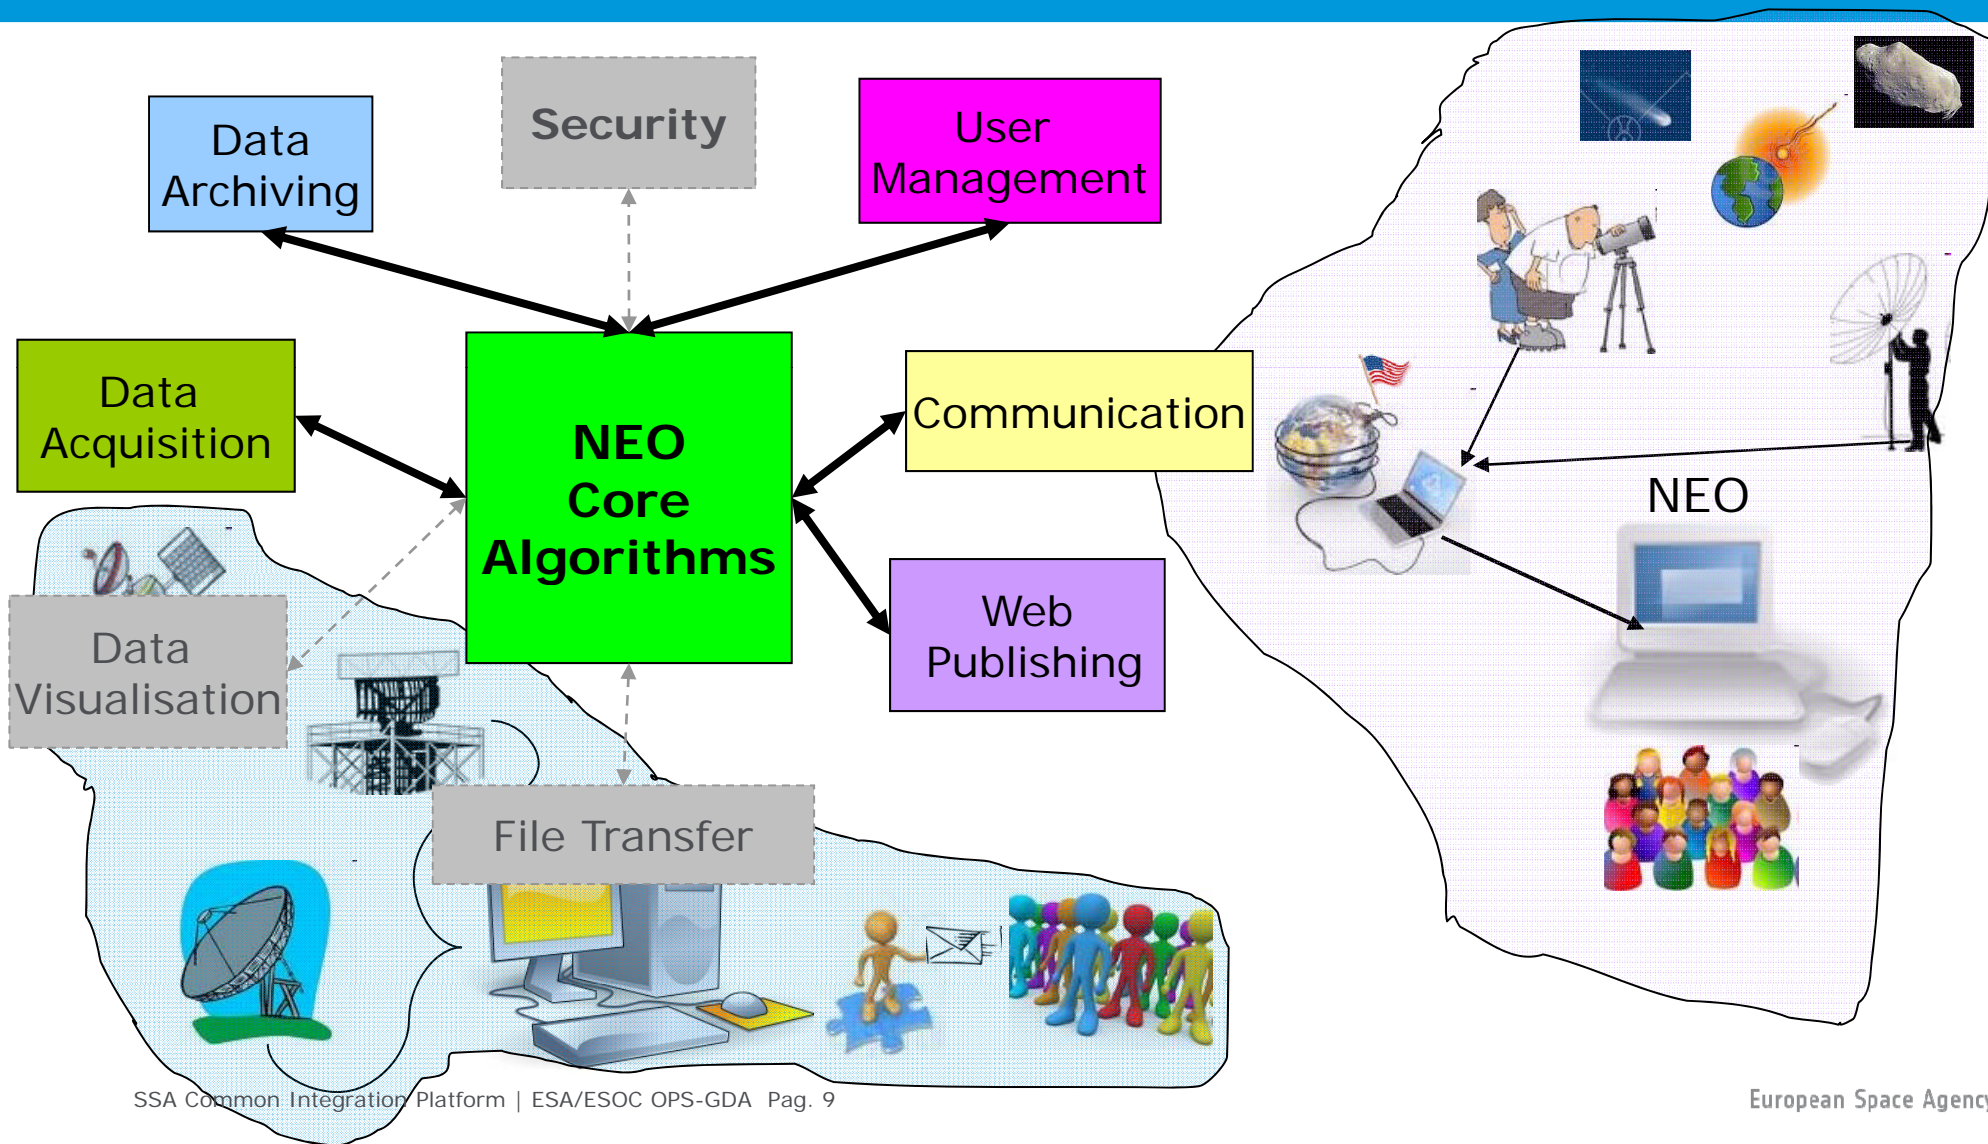 Security
Data
Archiving
User
Management
Data
Acquisition
NEO
Core
Algorithms
Communication
NEO
Data
Visualisation
Web
Publishing
File Transfer
SSA Common Integration Platform | ESA/ESOC OPS-GDA Pag. 9
European Space Agency